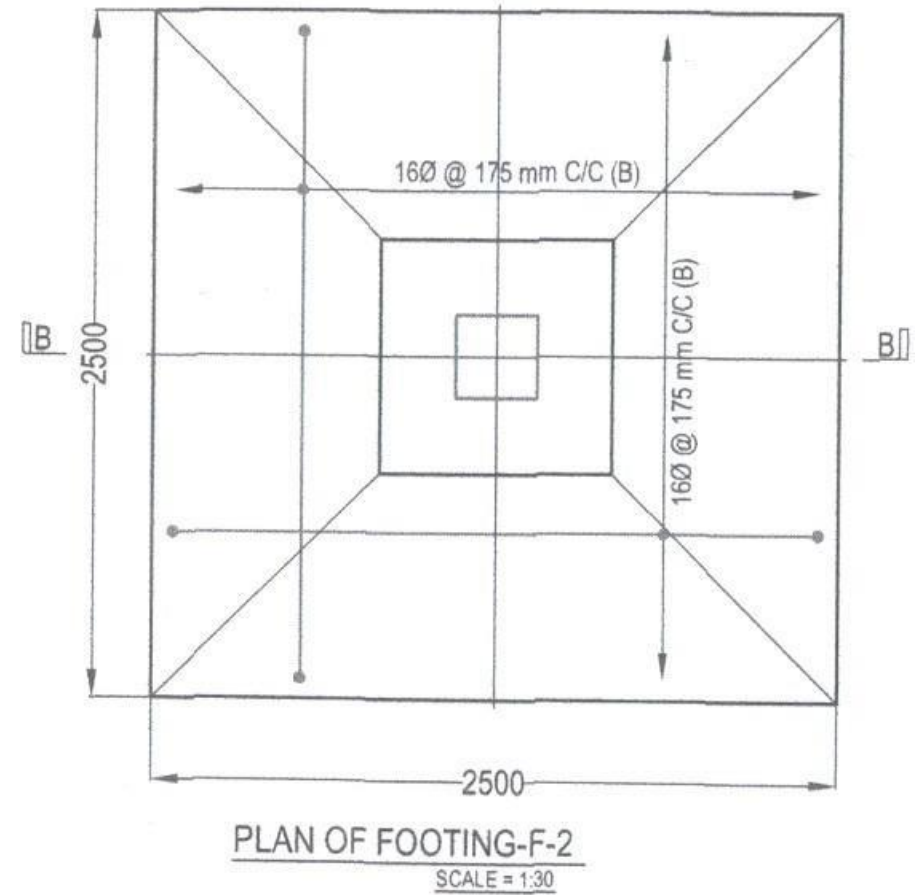 16Ø @ 175 mm C/C (B)
16Ø @ 175 mm C/C (B)
B
2500
B
2500
PLAN OF FOOTING-F-2
SCALE = 1:30